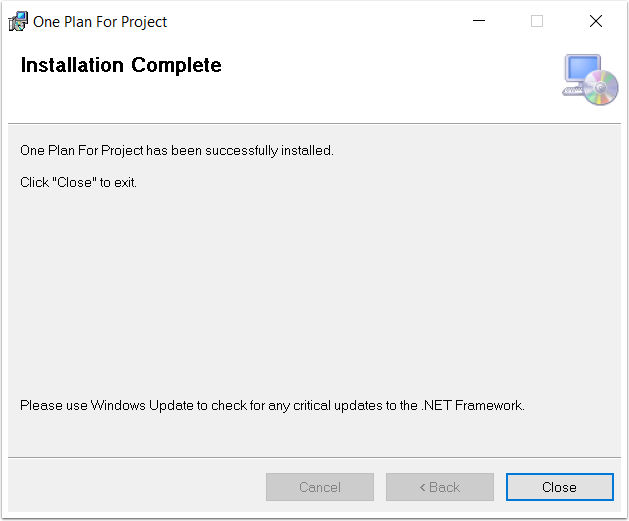 One Plan For Project
Installation Complete
One Plan For Project has been successfully installed.
Click "Close" to exit.
Please use Windows Update to check for any critical updates to the .NET Framework.
Cancel
< Back
Close